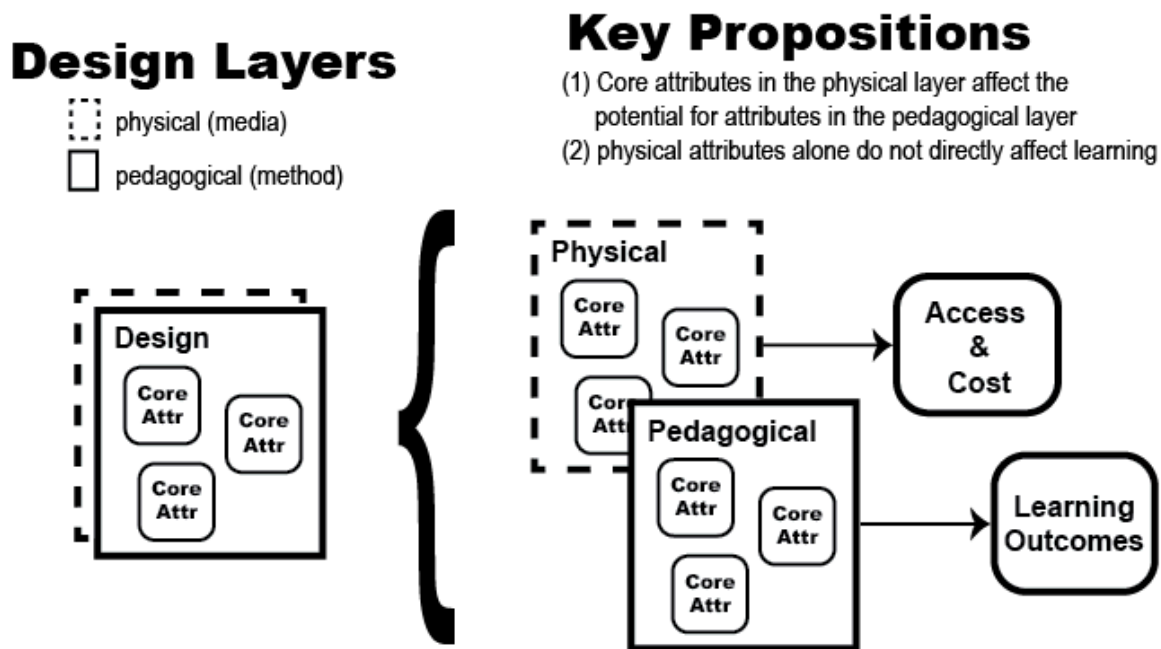 Design Layers
physical (media)
pedagogical (method)
Key Propositions
(1) Core attributes in the physical layer affect the
potential for attributes in the pedagogical layer
(2) physical attributes alone do not directly affect learning
Design
Core
Attr
Core
Attr
Core
Attr
Physical
Core
Attr
Core
Attr
Core
Attr
Access
&
Cost
Pedagogical
Core
Attr
Core
Attr
Core
Attr
Learning
Outcomes